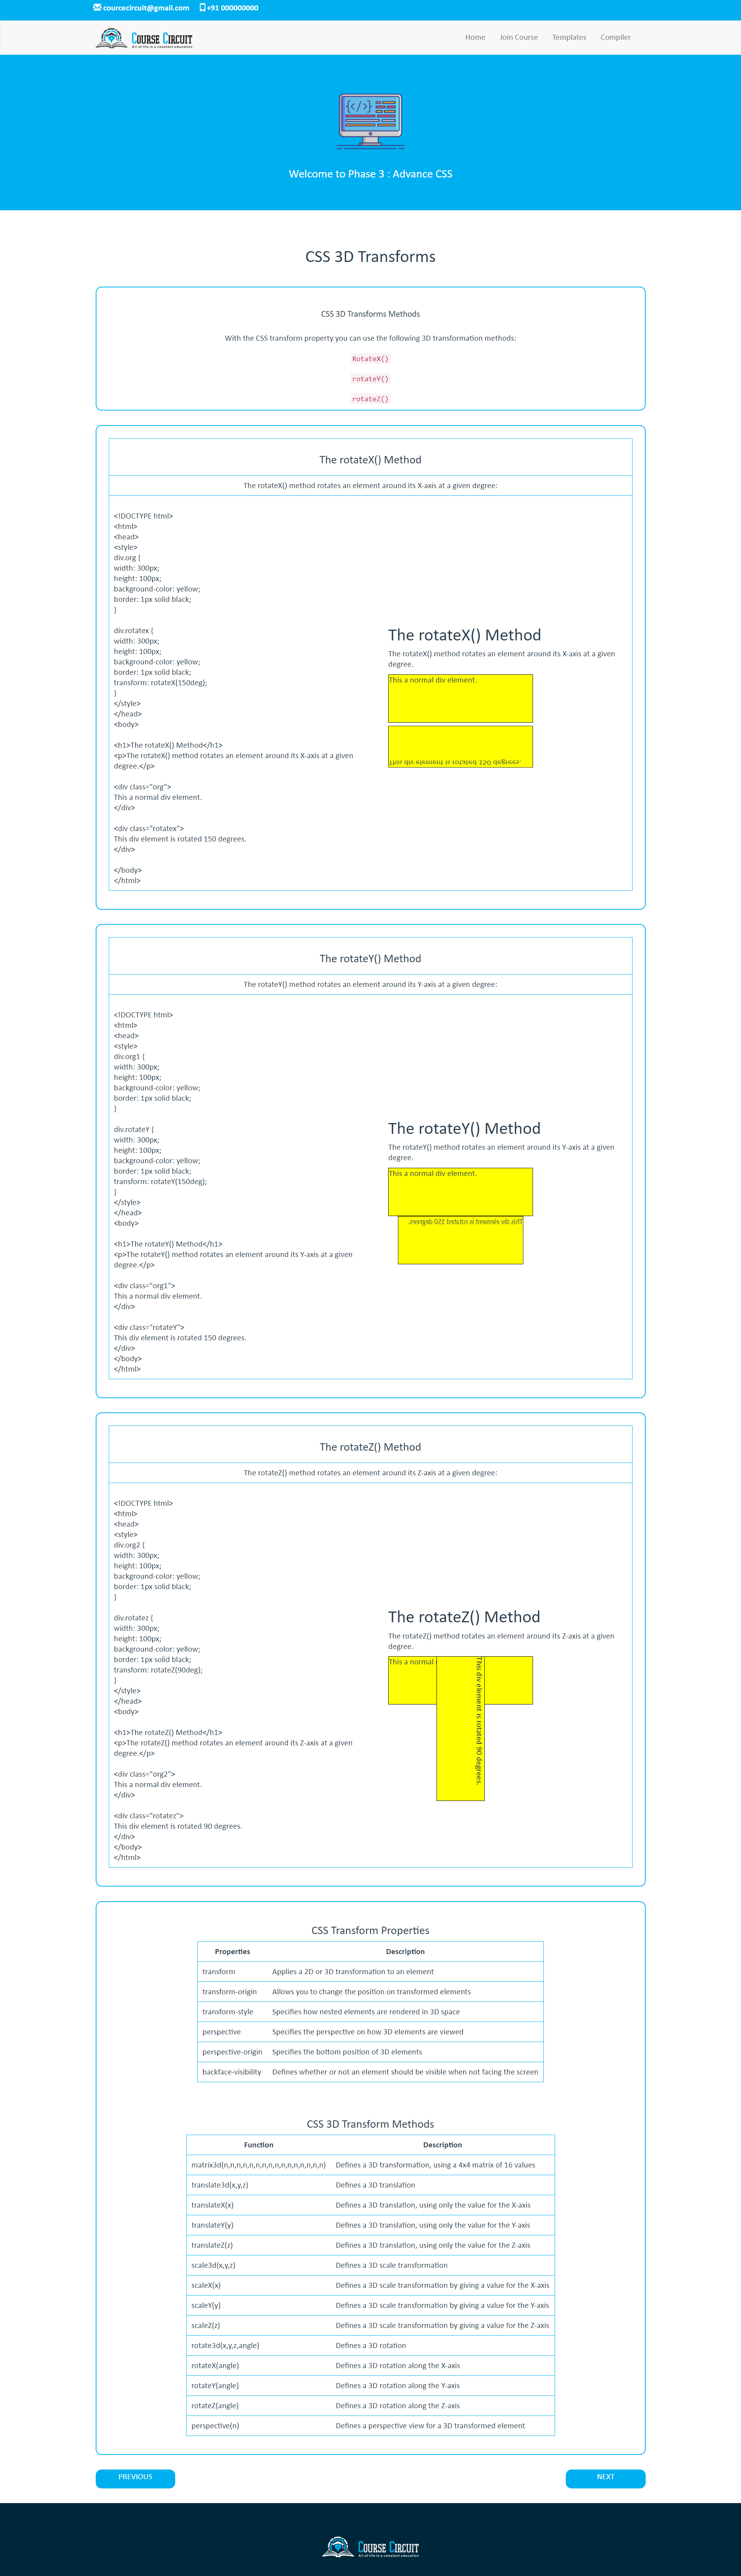 courcecircuit@gmail.com +91 000000000
COURSE CIRCUIT
Art of life is a constant education
Home Join Course Templates Compiler
Welcome to Phase 3 : Advance CSS
CSS 3D Transforms
CSS 3D Transforms Methods
With the CSS transform property you can use the following 3D transformation methods:
RotateX()
rotateY()
rotateZ()
The rotateX() Method
The rotateX() method rotates an element around its X-axis at a given degree:
<!DOCTYPE html>
<html>
<head>
<style>
div.org {
width: 300px;
height: 100px;
background-color: yellow;
border: 1px solid black;
}
div.rotatex {
width: 300px;
height: 100px;
background-color: yellow;
border: 1px solid black;
transform: rotateX(150deg);
}
</style>
</head>
<body>
<h1>The rotateX() Method</h1>
<p>The rotateX() method rotates an element around its X-axis at a given
degree.</p>
<div class="org">
This a normal div element.
</div>
<div class="rotatex">
This div element is rotated 150 degrees.
</div>
</body>
</html>
The rotateX() Method
The rotateX() method rotates an element around its X-axis at a given
degree.
This a normal div element.
This div element is rotated 150 degrees.
The rotateY() Method
The rotateY() method rotates an element around its Y-axis at a given degree:
<!DOCTYPE html>
<html>
<head>
<style>
div.org1 {
width: 300px;
height: 100px;
background-color: yellow;
border: 1px solid black;
}
div.rotateY {
width: 300px;
height: 100px;
background-color: yellow;
border: 1px solid black;
transform: rotateY(150deg);
}
</style>
</head>
<body>
<h1>The rotateY() Method</h1>
<p>The rotateY() method rotates an element around its Y-axis at a given
degree.</p>
<div class="org1">
This a normal div element.
</div>
<div class="rotateY">
This div element is rotated 150 degrees.
</div>
</body>
</html>
The rotateY() Method
The rotateY() method rotates an element around its Y-axis at a given
degree.
This a normal div element.
This div element is rotated 150 degrees.
The rotateZ() Method
The rotateZ() method rotates an element around its Z-axis at a given degree:
<!DOCTYPE html>
<html>
<head>
<style>
div.org2 {
width: 300px;
height: 100px;
background-color: yellow;
border: 1px solid black;
}
div.rotatez {
width: 300px;
height: 100px;
background-color: yellow;
border: 1px solid black;
transform: rotateZ(90deg);
}
</style>
</head>
<body>
<h1>The rotateZ() Method</h1>
<p>The rotateZ() method rotates an element around its Z-axis at a given
degree.</p>
<div class="org2">
This a normal div element.
</div>
<div class="rotatez">
This div element is rotated 90 degrees.
</div>
</body>
</html>
The rotateZ() Method
The rotateZ() method rotates an element around its Z-axis at a given
degree.
This a normal
This div element is rotated 90 degrees.
CSS Transform Properties
Properties Description
transform Applies a 2D or 3D transformation to an element
transform-origin Allows you to change the position on transformed elements
transform-style Specifies how nested elements are rendered in 3D space
perspective Specifies the perspective on how 3D elements are viewed
perspective-origin Specifies the bottom position of 3D elements
backface-visibility Defines whether or not an element should be visible when not facing the screen
CSS 3D Transform Methods
Function Description
matrix3d(n,n,n,n,n,n,n,n,n,n,n,n,n,n,n,n) Defines a 3D transformation, using a 4x4 matrix of 16 values
translate3d(x,y,z) Defines a 3D translation
translateX(x) Defines a 3D translation, using only the value for the X-axis
translateY(y) Defines a 3D translation, using only the value for the Y-axis
translateZ(z) Defines a 3D translation, using only the value for the Z-axis
scale3d(x,y,z) Defines a 3D scale transformation
scaleX(x) Defines a 3D scale transformation by giving a value for the X-axis
scaleY(y) Defines a 3D scale transformation by giving a value for the Y-axis
scaleZ(z) Defines a 3D scale transformation by giving a value for the Z-axis
rotate3d(x,y,z,angle) Defines a 3D rotation
rotateX(angle) Defines a 3D rotation along the X-axis
rotateY(angle) Defines a 3D rotation along the Y-axis
rotateZ(angle) Defines a 3D rotation along the Z-axis
perspective(n) Defines a perspective view for a 3D transformed element
PREVIOUS NEXT
COURSE CIRCUIT
Art of life is a constant education